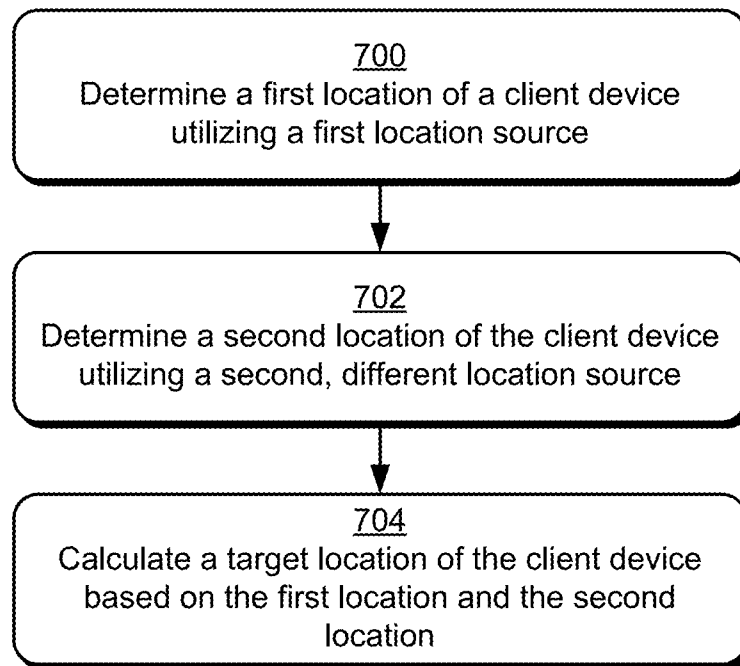 700
Determine a first location of a client device
utilizing a first location source
702
Determine a second location of the client device
utilizing a second, different location source
704
Calculate a target location of the client device
based on the first location and the second
location